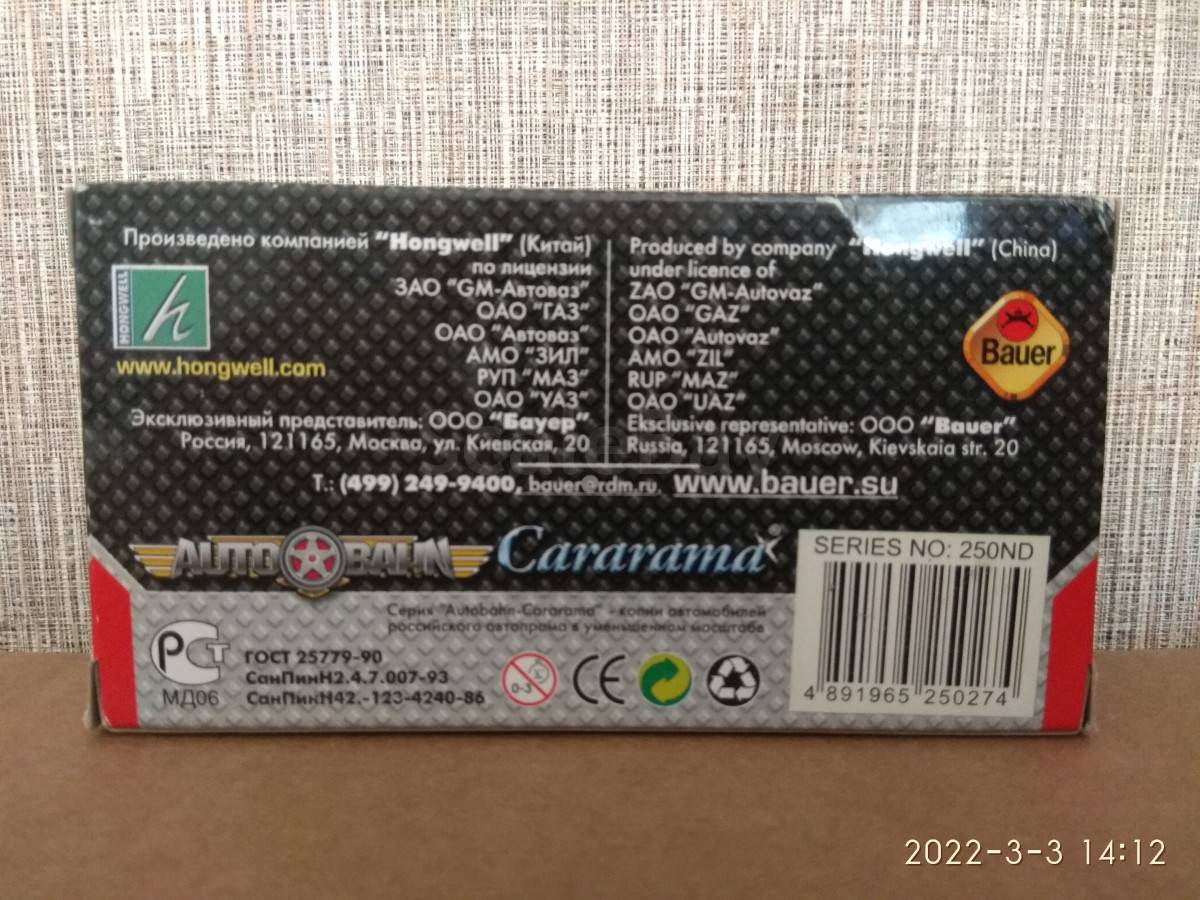 Произведено компанией "Hongwell" (Китай)
по лицензии
ЗАО "GM-Автоваз"
ОАО "ГАЗ"
ОАО "Автоваз"
АМО "ЗИЛ"
РУП "МАЗ"
ОАО "УАЗ"
HONGWELL
h
www.hongwell.com
Эксклюзивный представитель: ООО "Бауер"
Россия, 121165, Москва, ул. Киевская, 20
Produced by company "Hongwell" (China)
under licence of
ZAO "GM-Autovaz"
OAO "GAZ"
OAO "Autovaz"
AMO "ZIL"
RUP "MAZ"
OAO "UAZ"
Bauer
Eksclusive representative: OOO "Bauer"
Russia, 121165, Moscow, Kievskaia str. 20
Т.: (499) 249-9400, bauer@rdm.ru, www.bauer.su
AUTOBAHN Cararama
SERIES NO: 250ND
4 891965 250274
Серия "Autobahn-Cararama" - копии автомобилей
российского автопрома в уменьшенном масштабе
РСТ
МД06
ГОСТ 25779-90
СанПинН2.4.7.007-93
СанПинН42.-123-4240-86
0-3
CE
2022-3-3 14:12